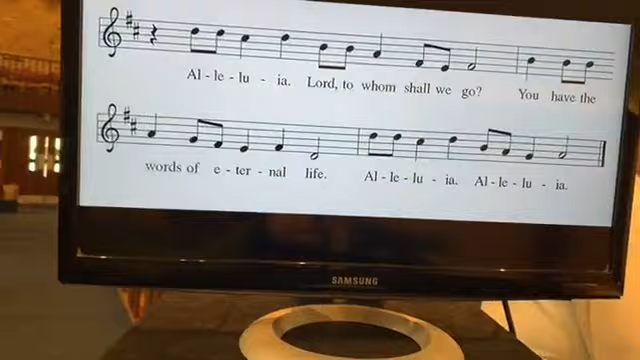 Al - le - lu - ia. Lord, to whom shall we go? You have the
words of e - ter - nal life. Al - le - lu - ia. Al - le - lu - ia.
SAMSUNG